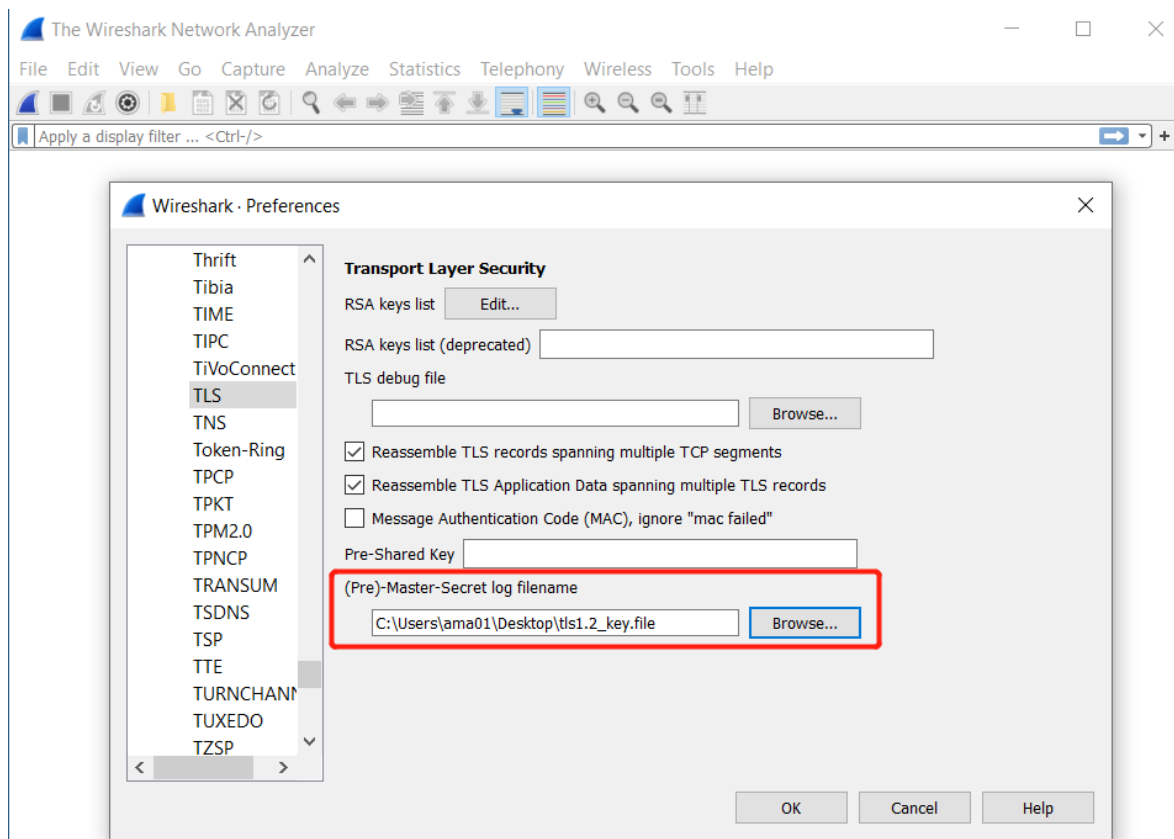 The Wireshark Network Analyzer
File Edit View Go Capture Analyze Statistics Telephony Wireless Tools Help
Apply a display filter ... <Ctrl-/>
Wireshark · Preferences
Thrift
Tibia
TIME
TIPC
TiVoConnect
TLS
TNS
Token-Ring
TPCP
TPKT
TPM2.0
TPNCP
TRANSUM
TSDNS
TSP
TTE
TURNCHANN
TUXEDO
TZSP
Transport Layer Security
RSA keys list Edit...
RSA keys list (deprecated)
TLS debug file
Browse...
Reassemble TLS records spanning multiple TCP segments
Reassemble TLS Application Data spanning multiple TLS records
Message Authentication Code (MAC), ignore "mac failed"
Pre-Shared Key
(Pre)-Master-Secret log filename
C:\Users\ama01\Desktop\tls1.2_key.file Browse...
OK Cancel Help